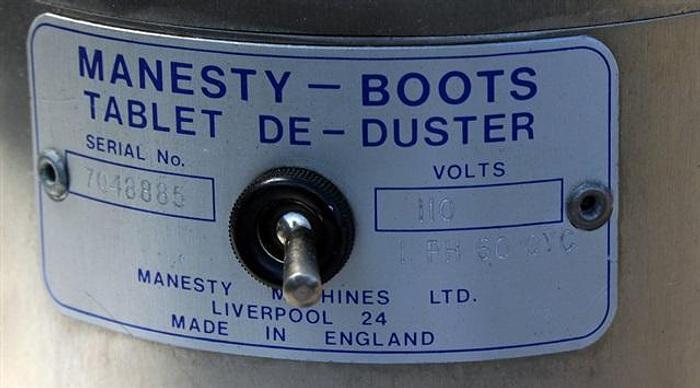 MANESTY - BOOTS
TABLET DE-DUSTER
SERIAL No.
7048885
VOLTS
110
1 PH 60 CYC
MANESTY MACHINES LTD.
LIVERPOOL 24
MADE IN ENGLAND